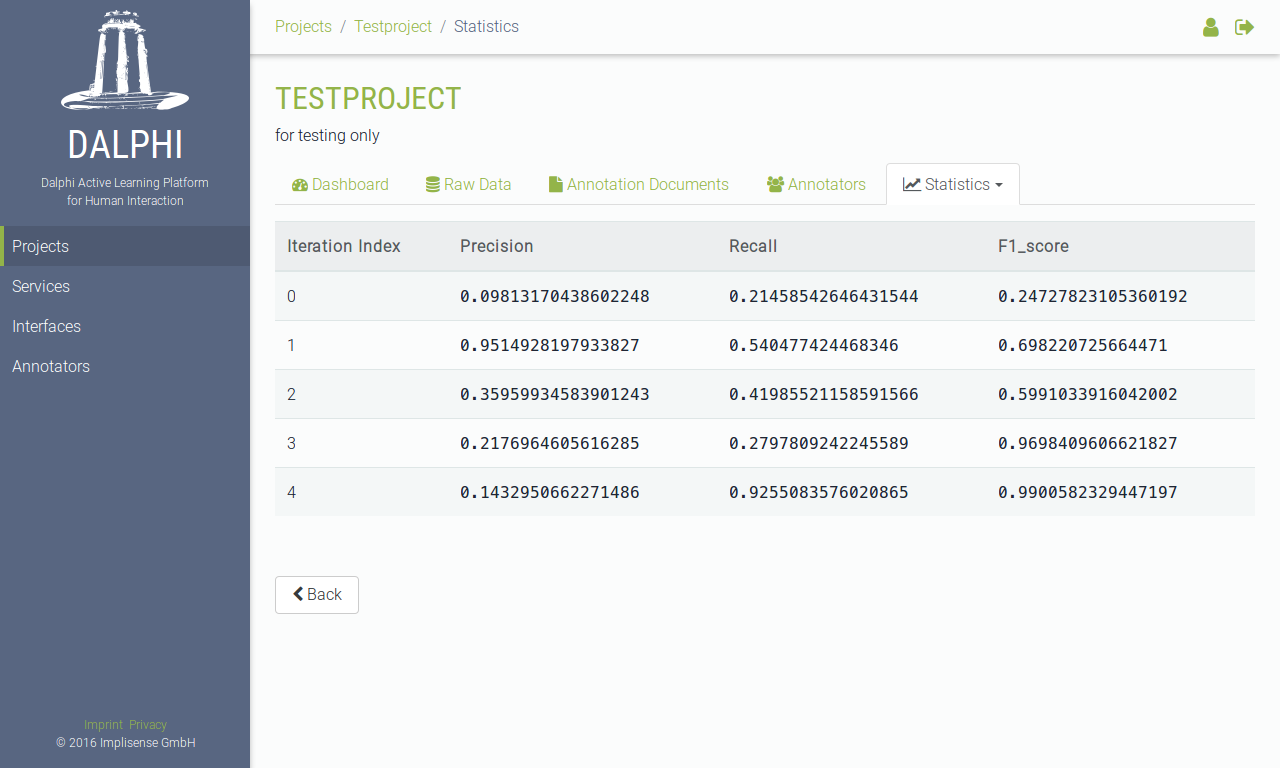 DALPHI
Dalphi Active Learning Platform
for Human Interaction
Projects
Services
Interfaces
Annotators
Imprint Privacy
© 2016 Implisense GmbH
Projects / Testproject / Statistics
TESTPROJECT
for testing only
Dashboard Raw Data Annotation Documents Annotators Statistics
Iteration Index Precision Recall F1_score
0 0.09813170438602248 0.21458542646431544 0.24727823105360192
1 0.9514928197933827 0.540477424468346 0.698220725664471
2 0.35959934583901243 0.41985521158591566 0.5991033916042002
3 0.2176964605616285 0.2797809242245589 0.9698409606621827
4 0.1432950662271486 0.9255083576020865 0.9900582329447197
Back